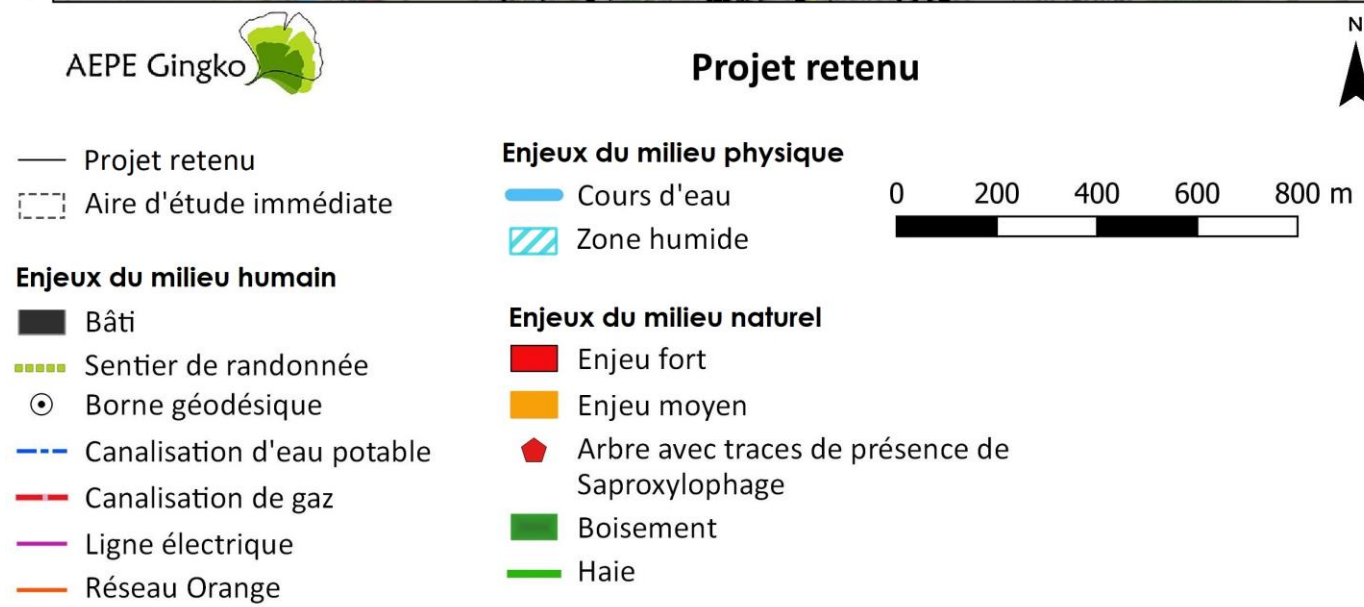 AEPE Gingko
Projet retenu
N
Projet retenu
Aire d'étude immédiate
Enjeux du milieu humain
Bâti
Sentier de randonnée
Borne géodésique
Canalisation d'eau potable
Canalisation de gaz
Ligne électrique
Réseau Orange
Enjeux du milieu physique
Cours d'eau
Zone humide
0 200 400 600 800 m
Enjeux du milieu naturel
Enjeu fort
Enjeu moyen
Arbre avec traces de présence de
Saproxylophage
Boisement
Haie